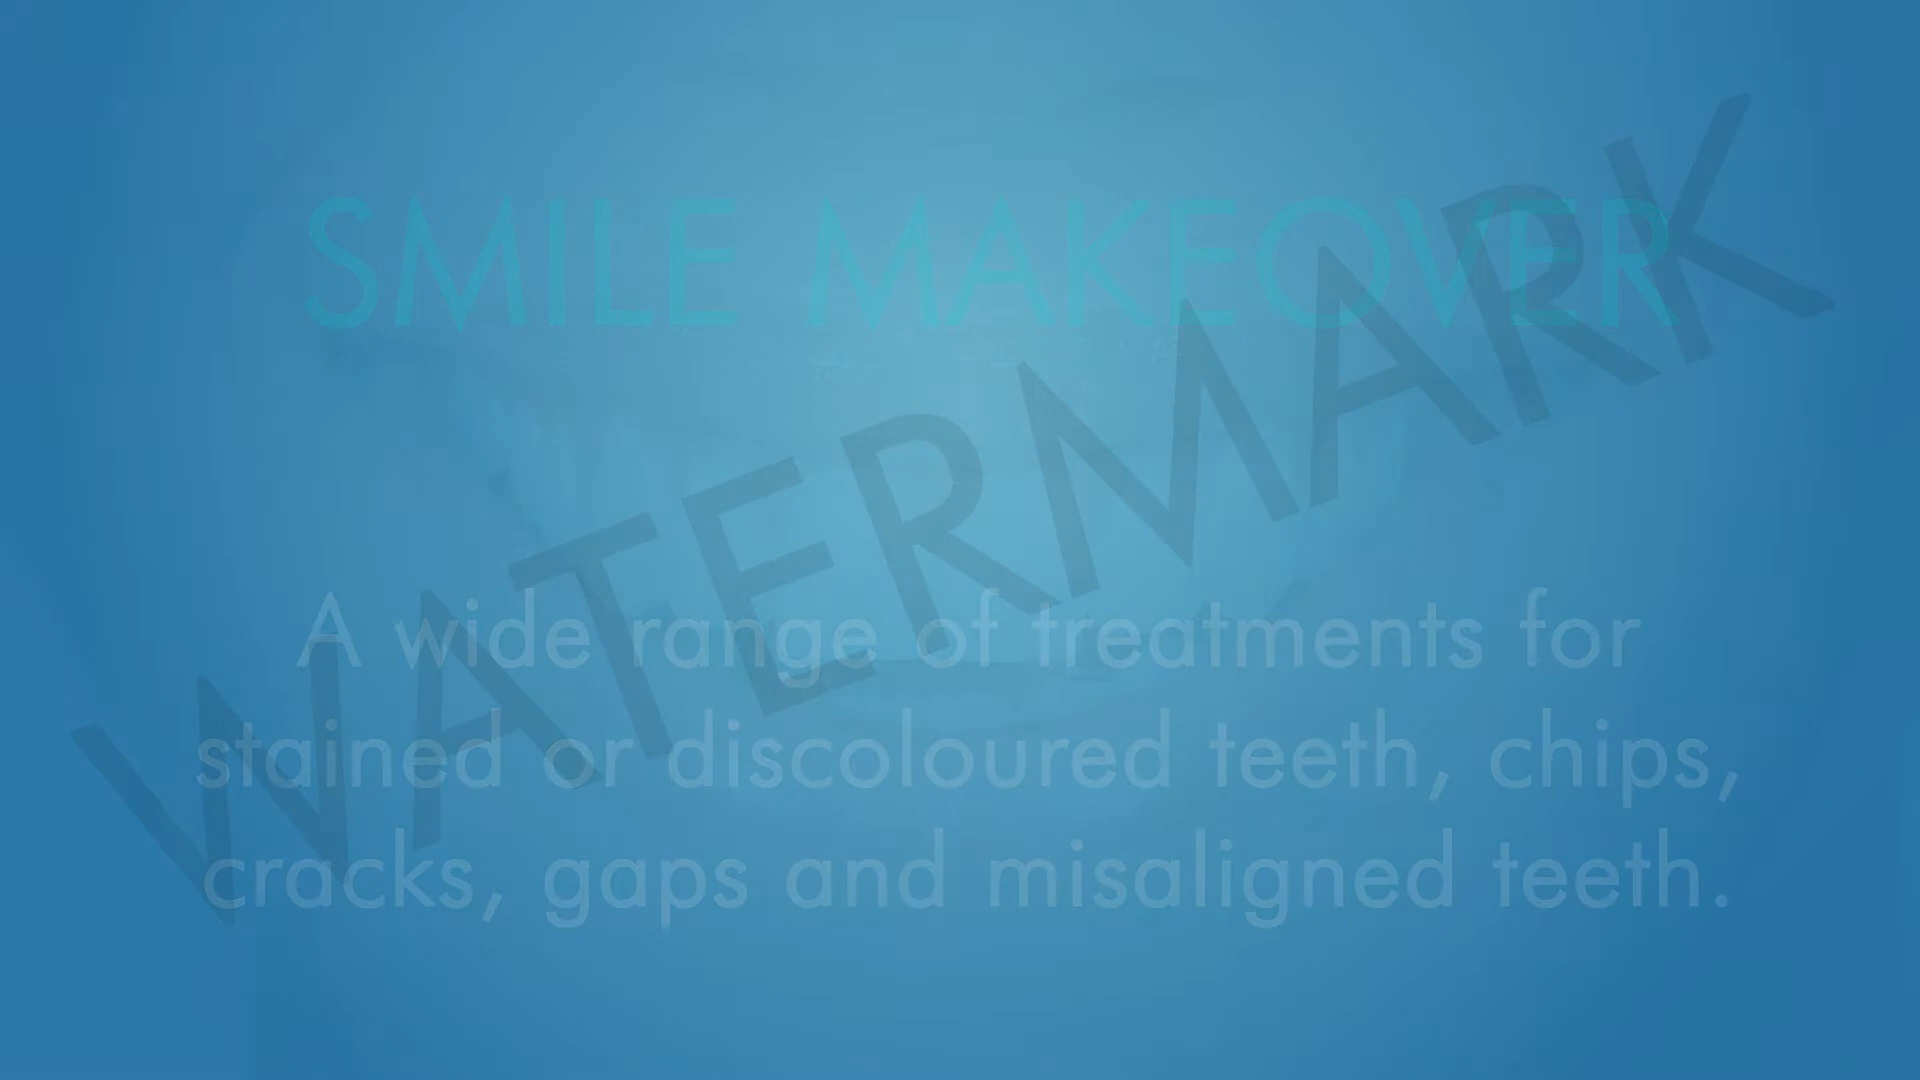 SMILE MAKEOVER
WATERMARK
A wide range of treatments for
stained or discoloured teeth, chips,
cracks, gaps and misaligned teeth.